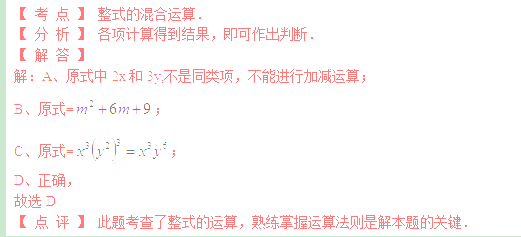 【 考 点 】 整式的混合运算.
【 分 析 】 各项计算得到结果，即可作出判断.
【 解 答 】
解：A、原式中 2x 和 3y,不是同类项，不能进行加减运算；
B、原式=m²+6m+9；
C、原式=x³(y²)³=x³y⁶；
D、正确，
故选 D
【 点 评 】 此题考查了整式的运算，熟练掌握运算法则是解本题的关键.